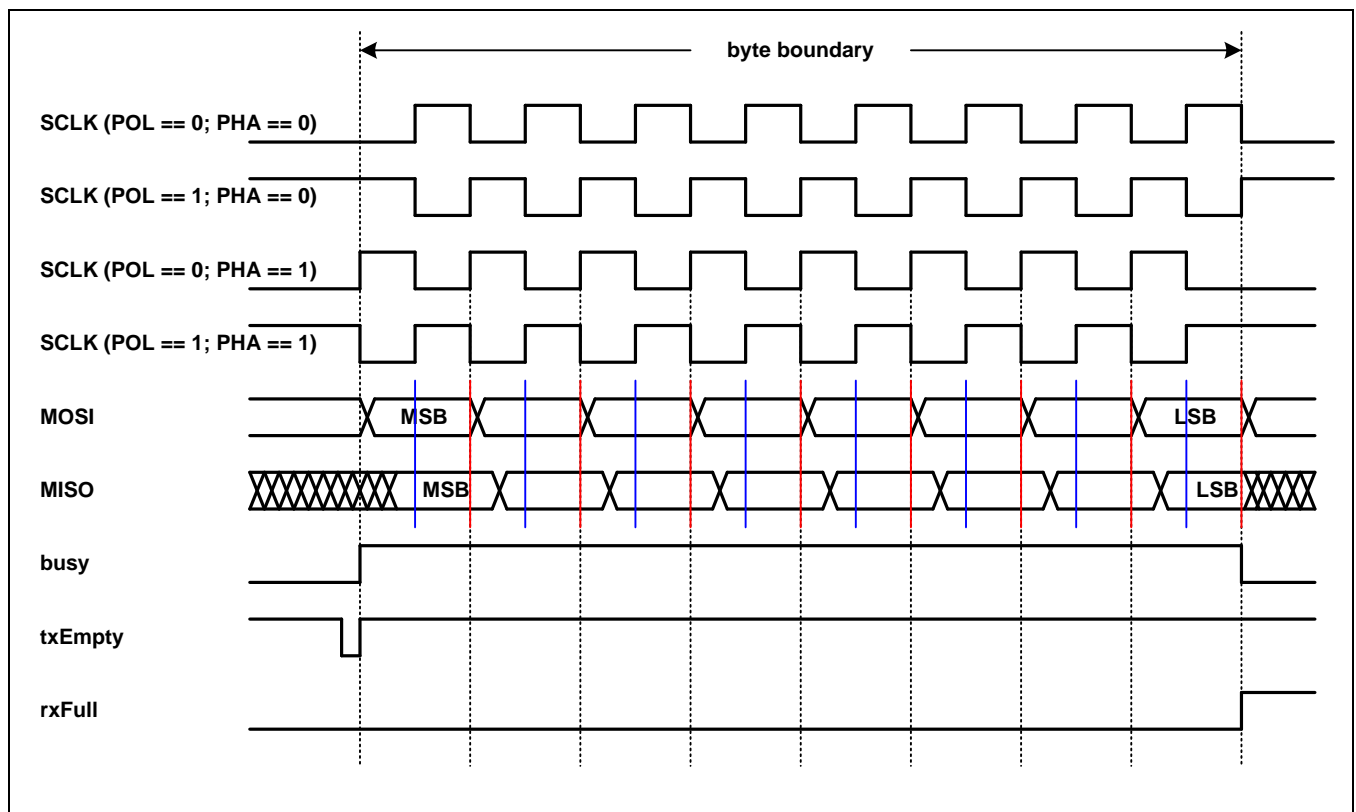 byte boundary
SCLK (POL == 0; PHA == 0)
SCLK (POL == 1; PHA == 0)
SCLK (POL == 0; PHA == 1)
SCLK (POL == 1; PHA == 1)
MOSI MSB LSB
MISO MSB LSB
busy
txEmpty
rxFull